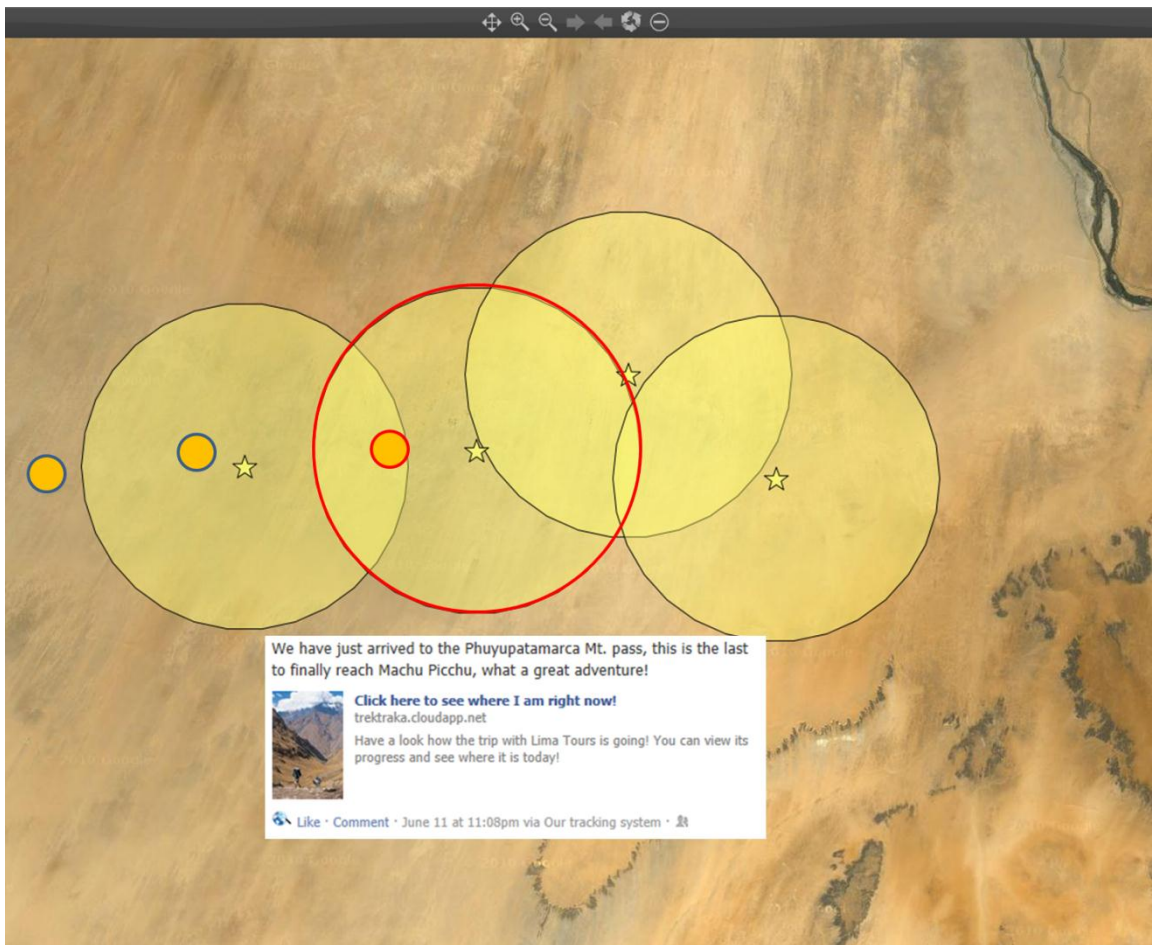 We have just arrived to the Phuyupatamarca Mt. pass, this is the last
to finally reach Machu Picchu, what a great adventure!
Click here to see where I am right now!
trektraka.cloudapp.net
Have a look how the trip with Lima Tours is going! You can view its
progress and see where it is today!
Like · Comment · June 11 at 11:08pm via Our tracking system ·